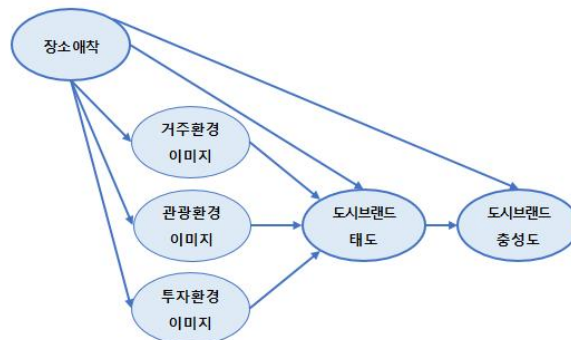 장소애착
거주환경
이미지
관광환경
이미지
투자환경
이미지
도시브랜드
태도
도시브랜드
충성도